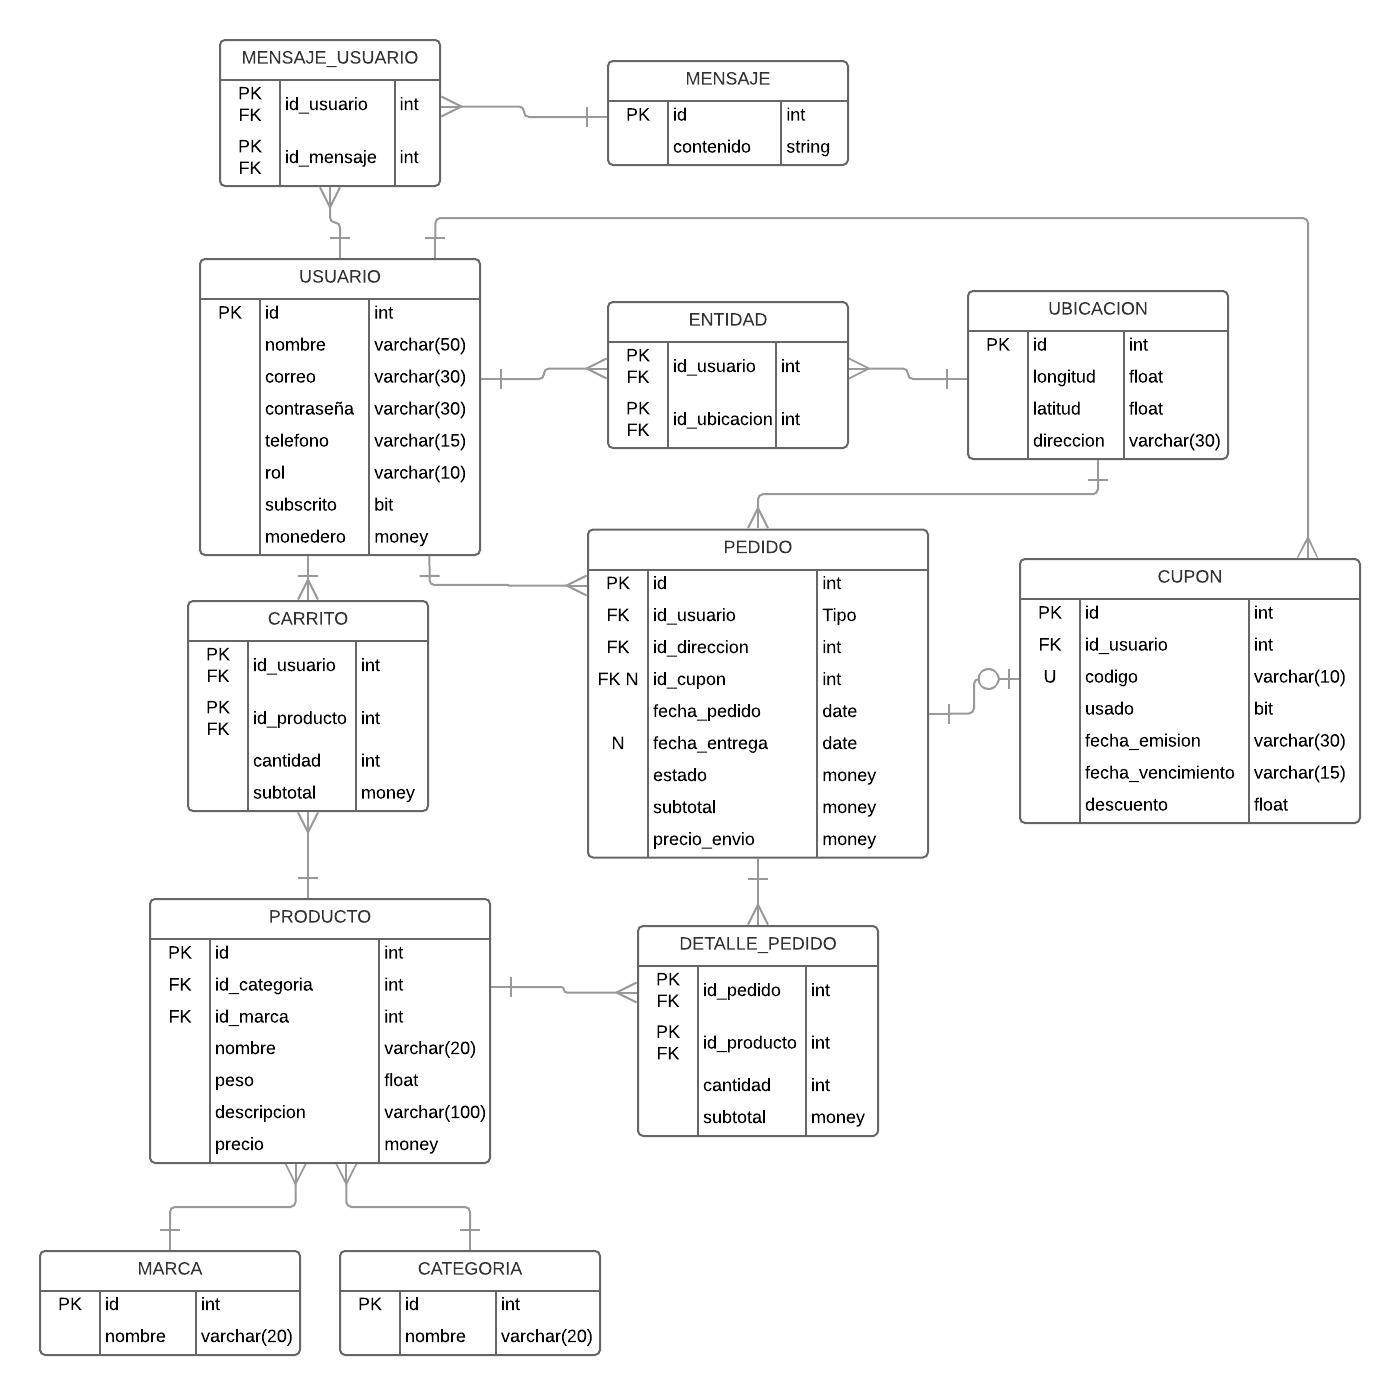 MENSAJE_USUARIO
PK
FK id_usuario int
PK
FK id_mensaje int
MENSAJE
PK id int
contenido string
USUARIO
PK id int
nombre varchar(50)
correo varchar(30)
contraseña varchar(30)
telefono varchar(15)
rol varchar(10)
subscrito bit
monedero money
ENTIDAD
PK
FK id_usuario int
PK
FK id_ubicacion int
UBICACION
PK id int
longitud float
latitud float
direccion varchar(30)
PEDIDO
PK id int
FK id_usuario Tipo
FK id_direccion int
FK N id_cupon int
fecha_pedido date
N fecha_entrega date
estado money
subtotal money
precio_envio money
CUPON
PK id int
FK id_usuario int
U codigo varchar(10)
usado bit
fecha_emision varchar(30)
fecha_vencimiento varchar(15)
descuento float
CARRITO
PK
FK id_usuario int
PK
FK id_producto int
cantidad int
subtotal money
PRODUCTO
PK id int
FK id_categoria int
FK id_marca int
nombre varchar(20)
peso float
descripcion varchar(100)
precio money
DETALLE_PEDIDO
PK
FK id_pedido int
PK
FK id_producto int
cantidad int
subtotal money
MARCA
PK id int
nombre varchar(20)
CATEGORIA
PK id int
nombre varchar(20)